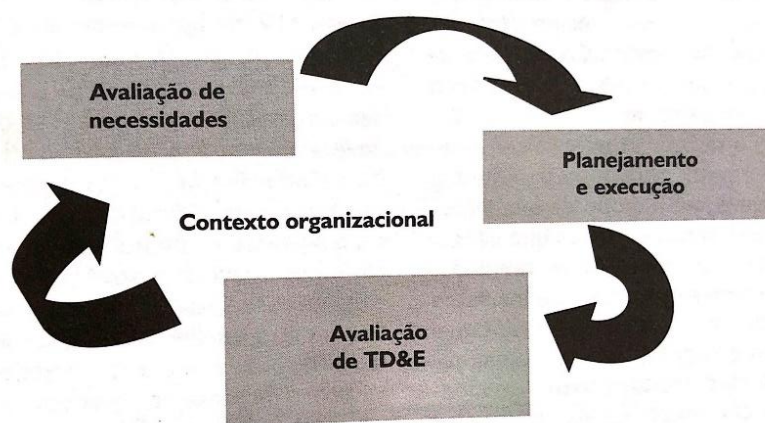 Avaliação de
necessidades
Planejamento
e execução
Contexto organizacional
Avaliação
de TD&E